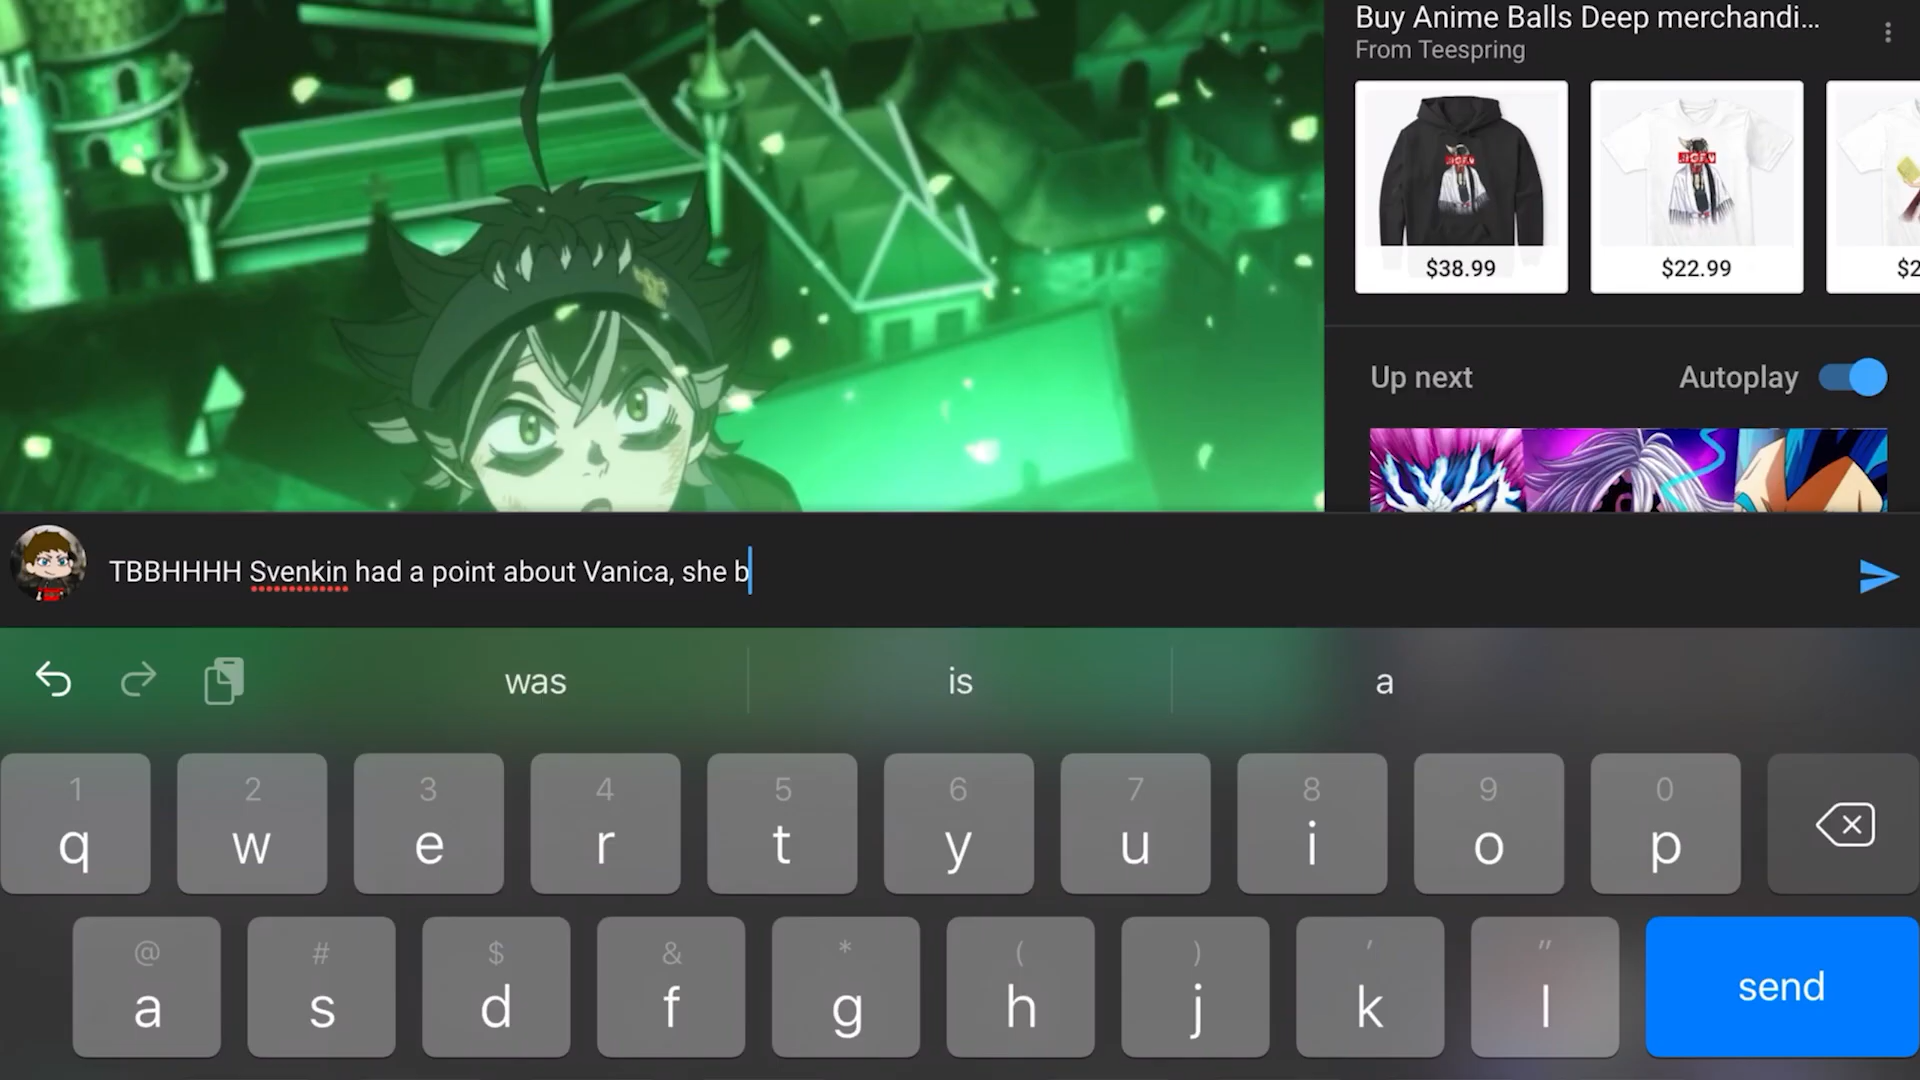 Buy Anime Balls Deep merchandi...
From Teespring
$38.99
$22.99
$2
Up next
Autoplay
TBBHHHH Svenkin had a point about Vanica, she b
was is a
1 2 3 4 5 6 7 8 9 0
q w e r t y u i o p
@ # $ & * ( ) ' "
a s d f g h j k l
send